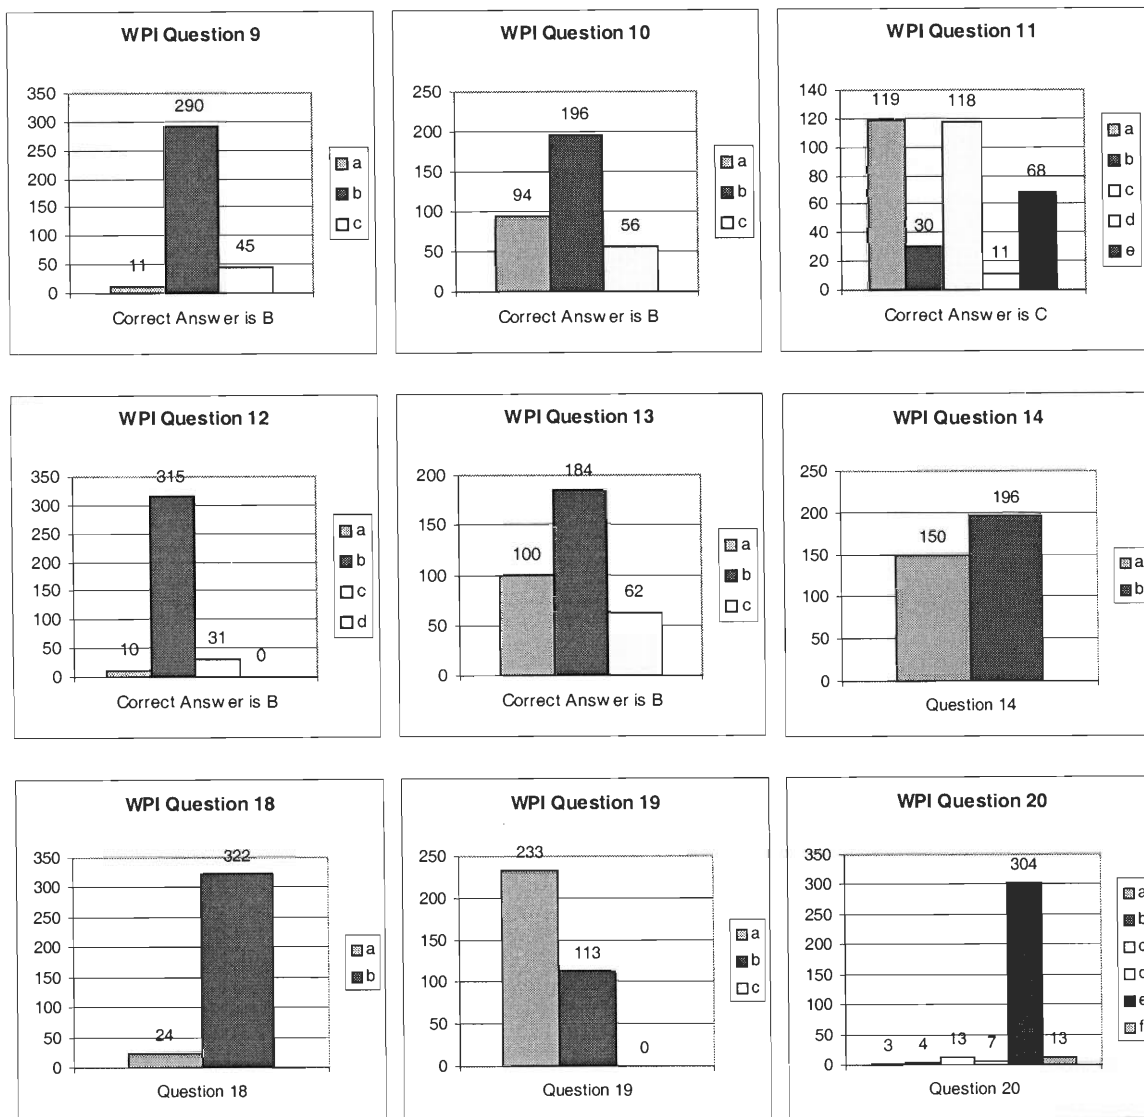 WPI Question 9
350
300
250
200
150
100
50
0
290
11
45
a
b
c
Correct Answer is B
WPI Question 10
250
200
150
100
50
0
94
196
56
a
b
c
Correct Answer is B
WPI Question 11
140
120
100
80
60
40
20
0
119
30
118
11
68
a
b
c
d
e
Correct Answer is C
WPI Question 12
350
300
250
200
150
100
50
0
10
315
31
0
a
b
c
d
Correct Answer is B
WPI Question 13
200
150
100
50
0
100
184
62
a
b
c
Correct Answer is B
WPI Question 14
250
200
150
100
50
0
150
196
a
b
Question 14
WPI Question 18
350
300
250
200
150
100
50
0
24
322
a
b
Question 18
WPI Question 19
250
200
150
100
50
0
233
113
0
a
b
c
Question 19
WPI Question 20
350
300
250
200
150
100
50
0
3
4
13
7
304
13
a
b
e
f
Question 20